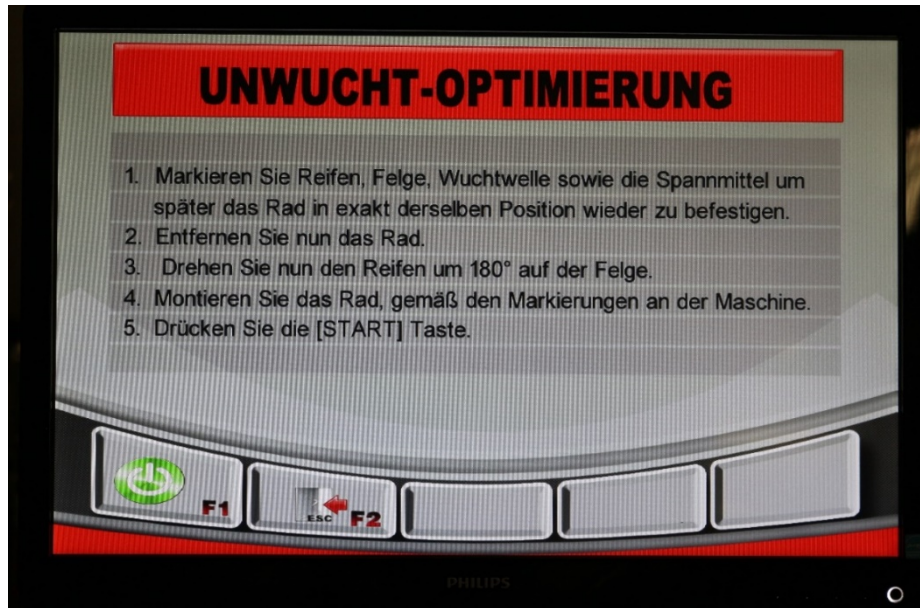 UNWUCHT-OPTIMIERUNG
1. Markieren Sie Reifen, Felge, Wuchtwelle sowie die Spannmittel um
später das Rad in exakt derselben Position wieder zu befestigen.
2. Entfernen Sie nun das Rad.
3. Drehen Sie nun den Reifen um 180° auf der Felge.
4. Montieren Sie das Rad, gemäß den Markierungen an der Maschine.
5. Drücken Sie die [START] Taste.
F1
ESC F2
PHILIPS